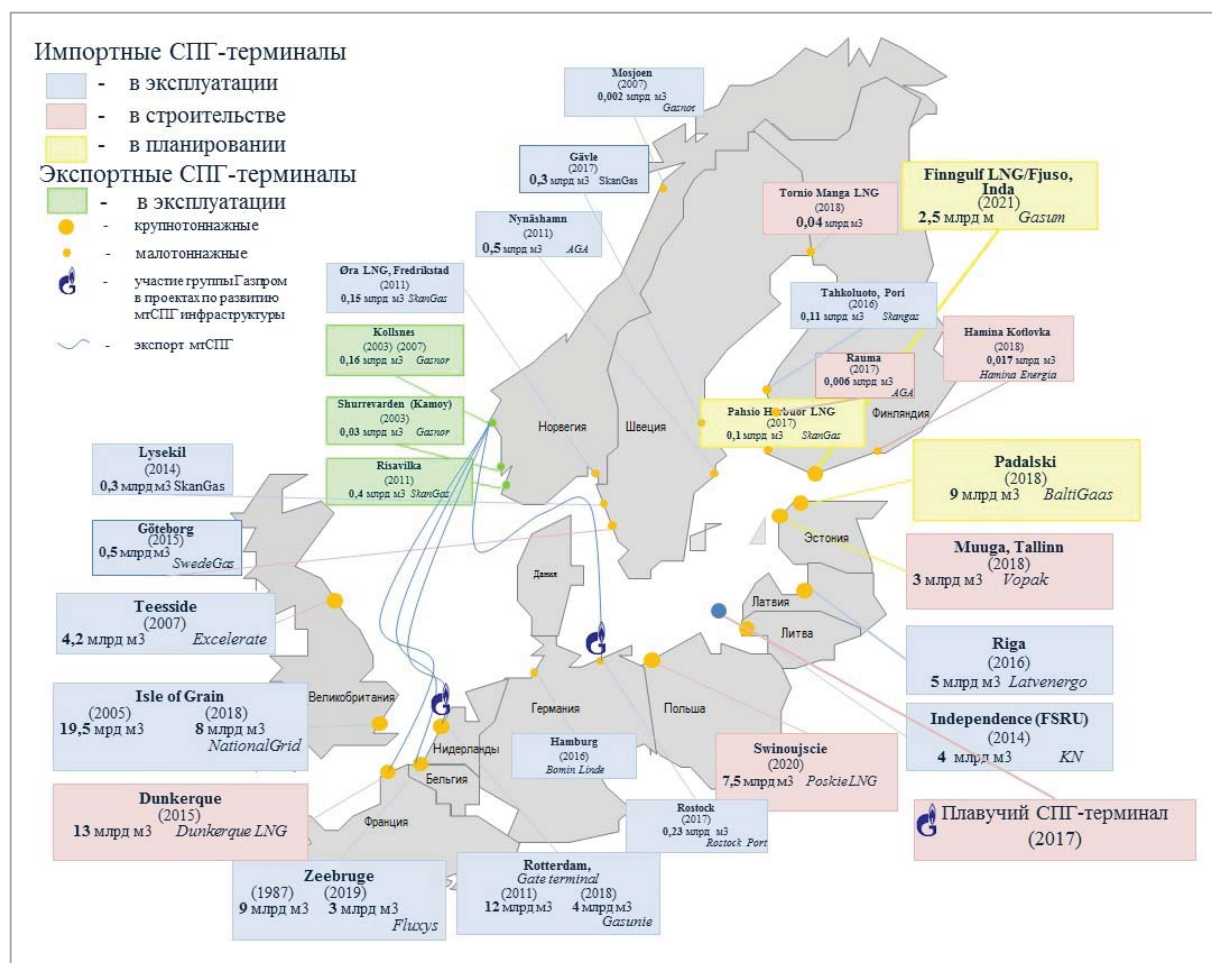 Импортные СПГ-терминалы
- в эксплуатации
- в строительстве
- в планировании
Экспортные СПГ-терминалы
- в эксплуатации
- крупнотоннажные
- малотоннажные
- участие группы Газпром
в проектах по развитию
мтСПГ инфраструктуры
- экспорт мтСПГ
Mosjoen
(2007)
0,002 млрд м3
Gasnor
Gävle
(2017)
0,3 млрд м3 SkanGas
Nynäshamn
(2011)
0,5 млрд м3 AGA
Øra LNG, Fredrikstad
(2011)
0,15 млрд м3 SkanGas
Kollsnes
(2003) (2007)
0,16 млрд м3 Gasnor
Shurrevarden (Kamoy)
(2003)
0,03 млрд м3 Gasnor
Risavilka
(2011)
0,4 млрд м3 SkanGas
Tornio Manga LNG
(2018)
0,04 млрд м3
Finngulf LNG/Fjuso,
Inda
(2021)
2,5 млрд м Gasum
Tahkoluoto, Pori
(2016)
0,11 млрд м3 Skangas
Hamina Kotlovka
(2018)
0,017 млрд м3
Hamina Energia
Rauma
(2017)
0,006 млрд м3
AGA
Pahsio Harbuor LNG
(2017)
0,1 млрд м3 SkanGas
Норвегия
Швеция
Финляндия
Lysekil
(2014)
0,3 млрд м3 SkanGas
Göteborg
(2015)
0,5 млрд м3
SwedeGas
Teesside
(2007)
4,2 млрд м3 Excelerate
Isle of Grain
(2005) (2018)
19,5 мрд м3 8 млрд м3
NationalGrid
Dunkerque
(2015)
13 млрд м3 Dunkerque LNG
Zeebruge
(1987) (2019)
9 млрд м3 3 млрд м3
Fluxys
Rotterdam,
Gate terminal
(2011) (2018)
12 млрд м3 4 млрд м3
Gasunie
Hamburg
(2016)
Bomin Linde
Rostock
(2017)
0,23 млрд м3
Rostock Port
Swinoujscie
(2020)
7,5 млрд м3 PoskieLNG
Padalski
(2018)
9 млрд м3 BaltiGaas
Muuga, Tallinn
(2018)
3 млрд м3 Vopak
Riga
(2016)
5 млрд м3 Latvenergo
Independence (FSRU)
(2014)
4 млрд м3 KN
Плавучий СПГ-терминал
(2017)
Дания
Эстония
Латвия
Литва
Великобритания
Нидерланды
Бельгия
Франция
Германия
Польша